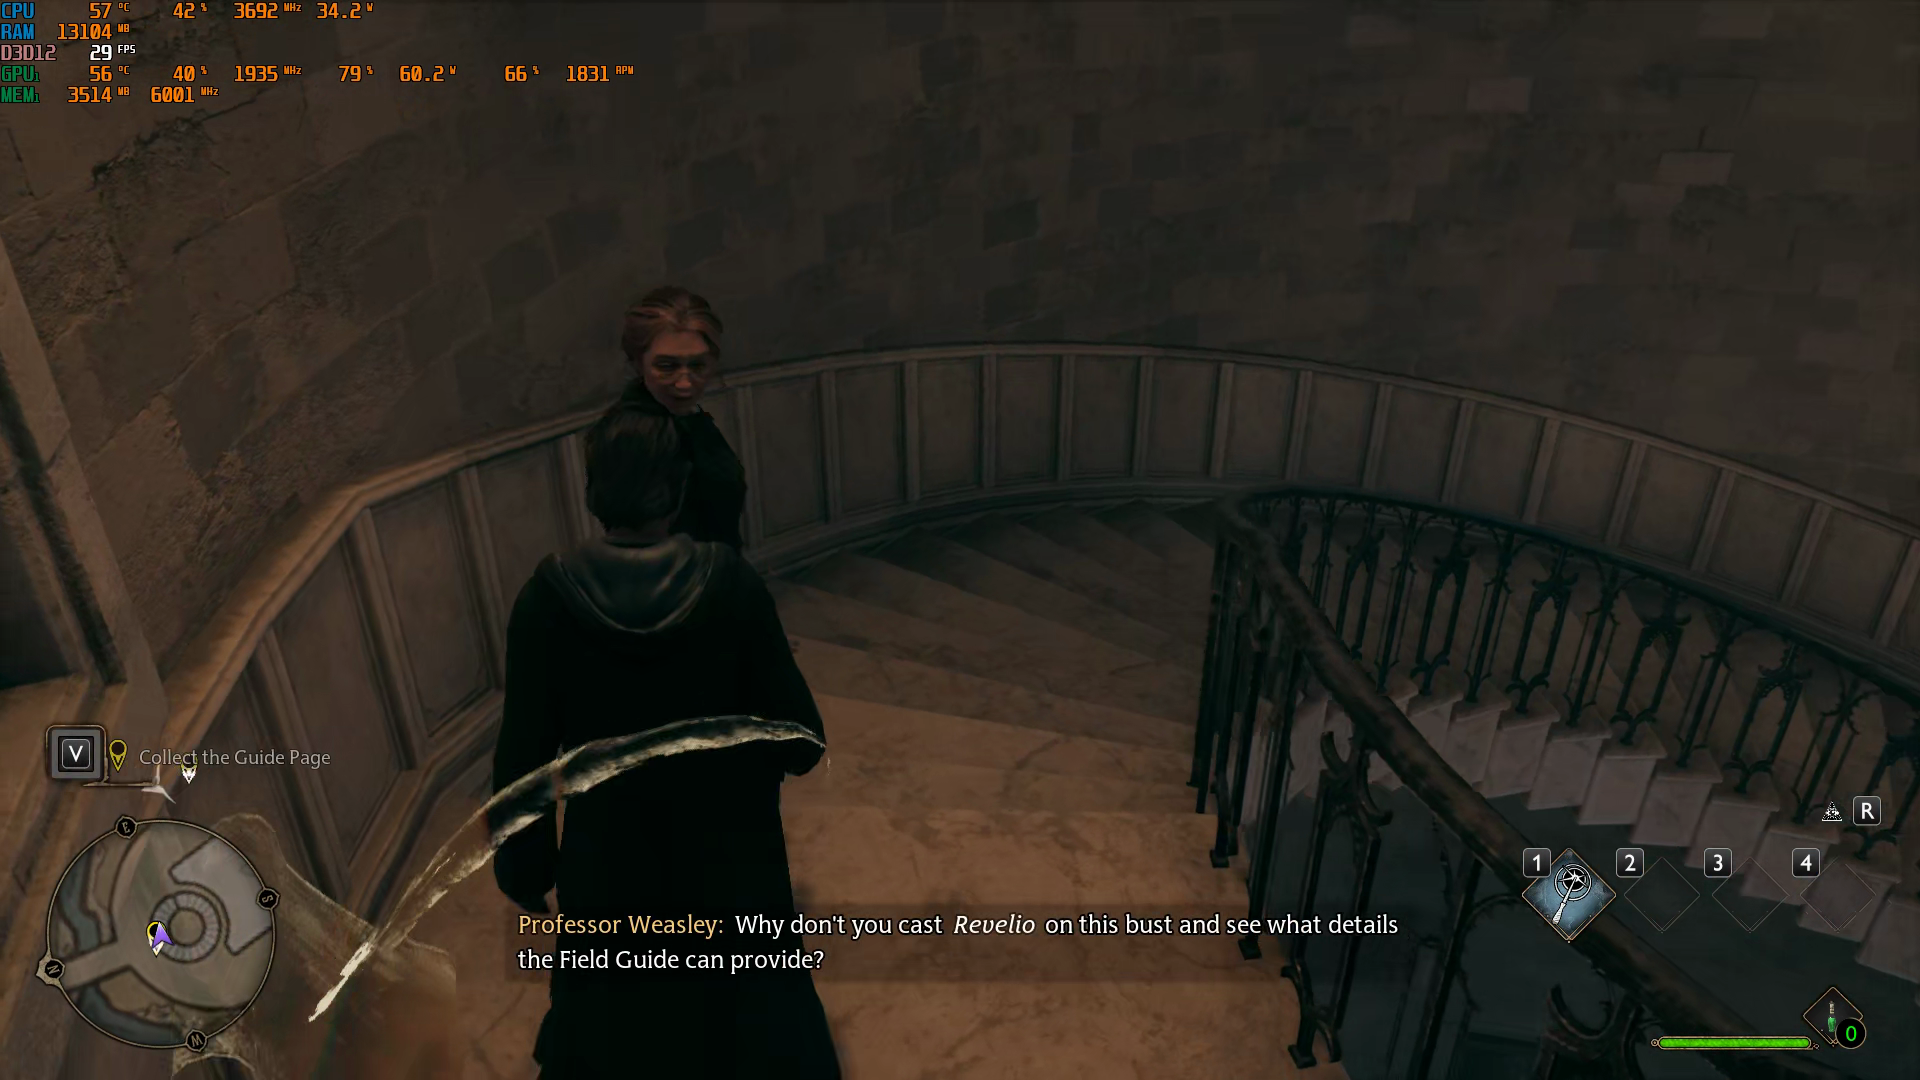 CPU 57 °C 42 % 3692 MHz 34.2 W
RAM 13104 MB
D3D12 29 FPS
GPU1 56 °C 40 % 1935 MHz 79 % 60.2 W 66 % 1831 RPM
MEM1 3514 MB 6001 MHz
V Collect the Guide Page
E
S
N
W
R
1 2 3 4
Professor Weasley: Why don't you cast Revelio on this bust and see what details
the Field Guide can provide?
0